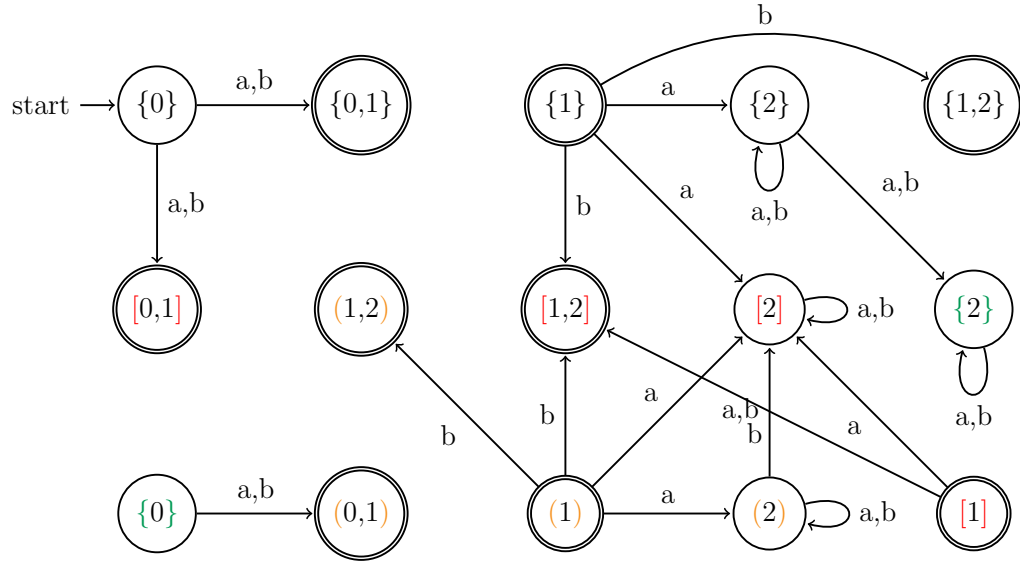 b
start {0} a,b {0,1} {1} a {2} {1,2}
a,b b a a,b a,b
[0,1] (1,2) [1,2] [2] a,b {2}
b b a a,b b a a,b
{0} a,b (0,1) (1) a (2) a,b [1]